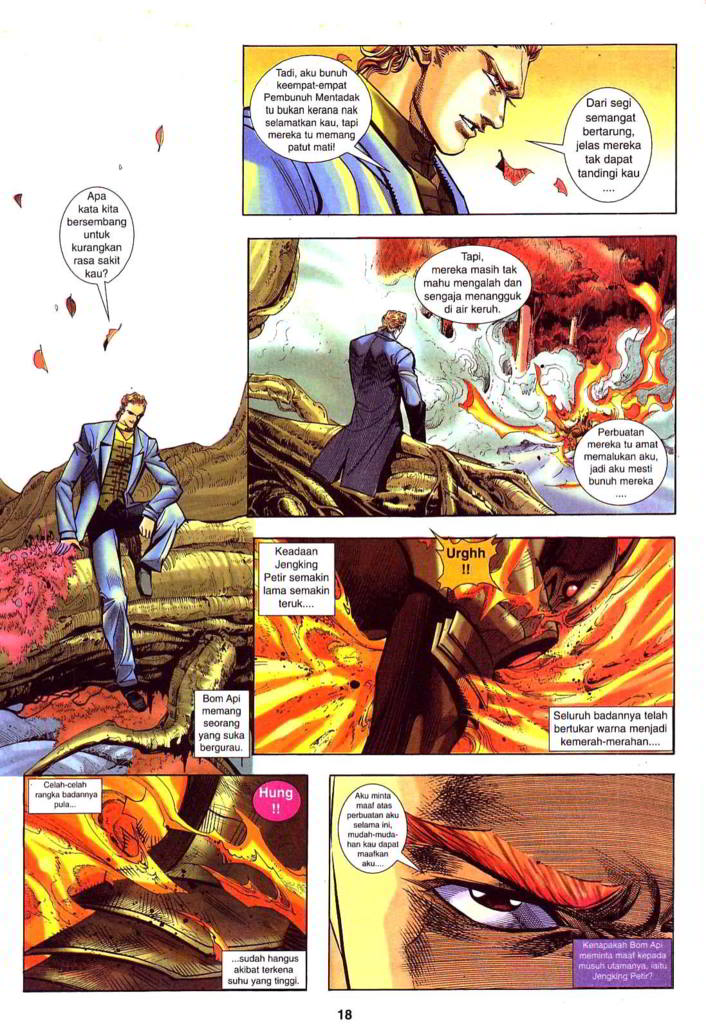 Apa
kata kita
bersembang
untuk
kurangkan
rasa sakit
kau?
Bom Api
memang
seorang
yang suka
bergurau.
Tadi, aku bunuh
keempat-empat
Pembunuh Mentadak
tu bukan kerana nak
selamatkan kau, tapi
mereka tu memang
patut mati!
Dari segi
semangat
bertarung,
jelas mereka
tak dapat
tandingi kau
....
Tapi,
mereka masih tak
mahu mengalah dan
sengaja menangguk
di air keruh.
Perbuatan
mereka tu amat
memalukan aku,
jadi aku mesti
bunuh mereka
....
Keadaan
Jengking
Petir semakin
lama semakin
teruk....
Urghh
!!
Seluruh badannya telah
bertukar warna menjadi
kemerah-merahan....
Celah-celah
rangka badannya
pula...
Hung
!!
...sudah hangus
akibat terkena
suhu yang tinggi.
Aku minta
maaf atas
perbuatan aku
selama ini,
mudah-muda-
han kau dapat
maafkan
aku....
Kenapakah Bom Api
meminta maaf kepada
musuh utamanya, iaitu
Jengking Petir?
18